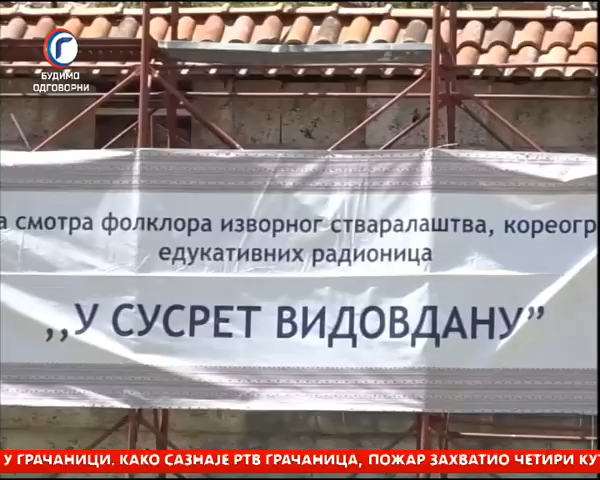 БУДИМО
ОДГОВОРНИ
а смотра фолклора изворног стваралаштва, кореогр
едукативних радионица
,,У СУСРЕТ ВИДОВДАНУ”
У ГРАЧАНИЦИ. КАКО САЗНАЈЕ РТВ ГРАЧАНИЦА, ПОЖАР ЗАХВАТИО ЧЕТИРИ КУ